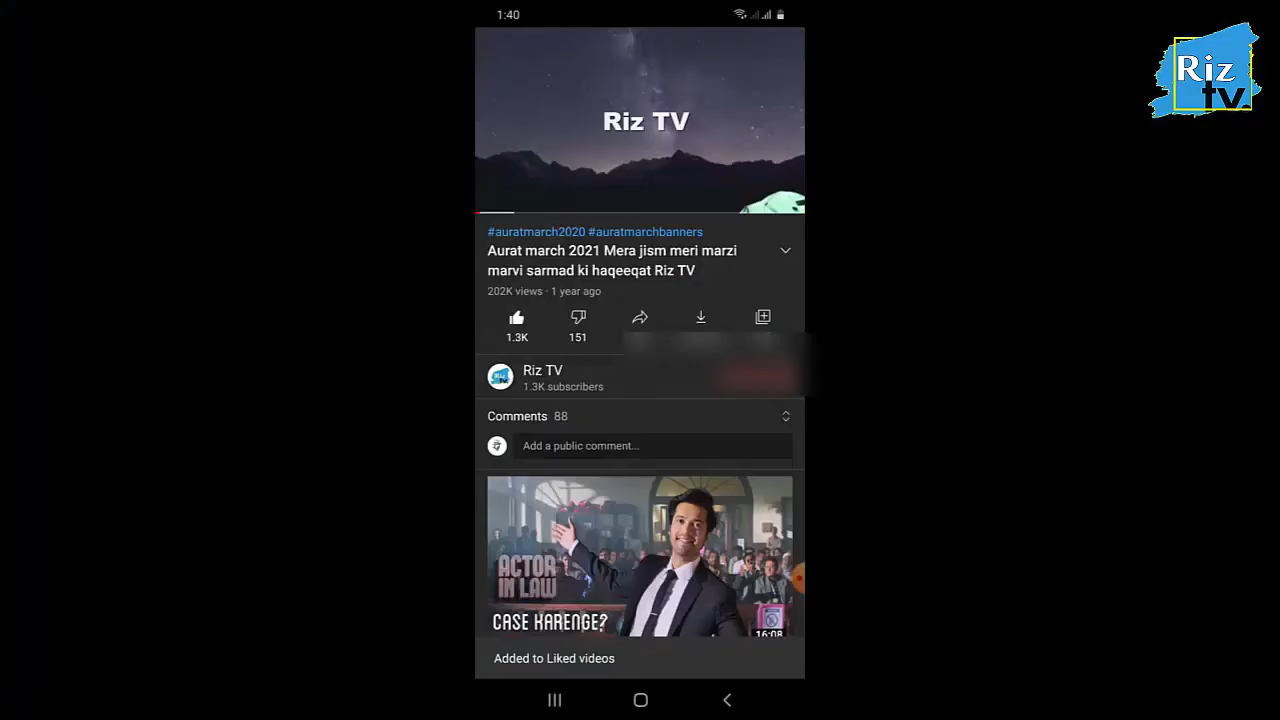 1:40
Riz
tv.
Riz TV
#auratmarch2020 #auratmarchbanners
Aurat march 2021 Mera jism meri marzi
marvi sarmad ki haqeeqat Riz TV
202K views · 1 year ago
1.3K
151
Riz TV
1.3K subscribers
Comments 88
Add a public comment...
ACTOR
IN LAW
CASE KARENGE?
16:08
Added to Liked videos